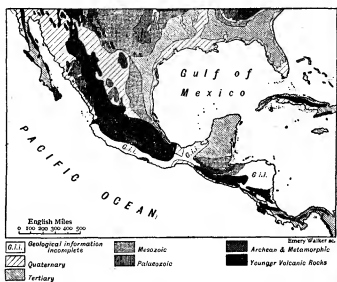 Gulf of
Mexico
G.i.i.
G.i.i.
G.i.i.
PACIFIC OCEAN
English Miles
0 100 200 300 400 500
Emery Walker sc.
G.i.i. Geological information Incomplete
Quaternary
Tertiary
Mesozoic
Palæozoic
Archean & Metamorphic
Younger Volcanic Rocks